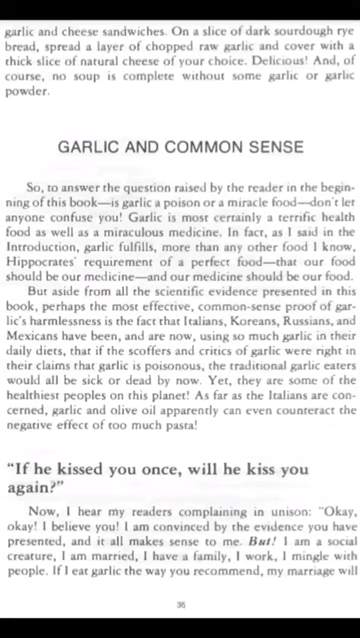 garlic and cheese sandwiches. On a slice of dark sourdough rye
bread, spread a layer of chopped raw garlic and cover with a
thick slice of natural cheese of your choice. Delicious! And, of
course, no soup is complete without some garlic or garlic
powder.
GARLIC AND COMMON SENSE
So, to answer the question raised by the reader in the begin-
ning of this book—is garlic a poison or a miracle food—don't let
anyone confuse you! Garlic is most certainly a terrific health
food as well as a miraculous medicine. In fact, as I said in the
Introduction, garlic fulfills, more than any other food I know,
Hippocrates' requirement of a perfect food—that our food
should be our medicine—and our medicine should be our food.
But aside from all the scientific evidence presented in this
book, perhaps the most effective, common-sense proof of gar-
lic's harmlessness is the fact that Italians, Koreans, Russians, and
Mexicans have been, and are now, using so much garlic in their
daily diets, that if the scoffers and critics of garlic were right in
their claims that garlic is poisonous, the traditional garlic eaters
would all be sick or dead by now. Yet, they are some of the
healthiest peoples on this planet! As far as the Italians are con-
cerned, garlic and olive oil apparently can even counteract the
negative effect of too much pasta!
"If he kissed you once, will he kiss you
again?"
Now, I hear my readers complaining in unison: "Okay,
okay! I believe you! I am convinced by the evidence you have
presented, and it all makes sense to me. But! I am a social
creature, I am married, I have a family, I work, I mingle with
people. If I eat garlic the way you recommend, my marriage will
36